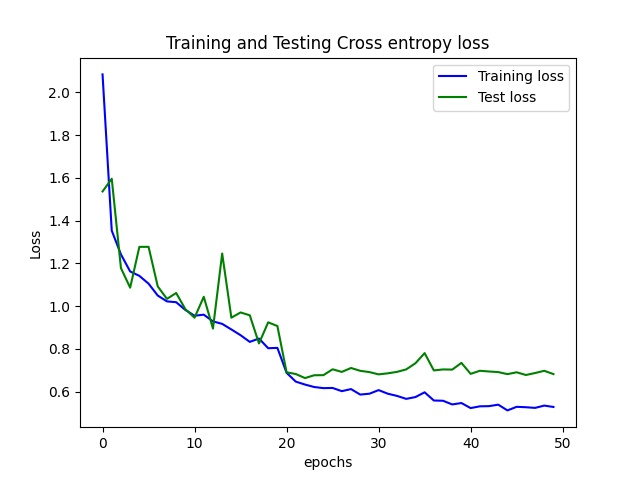 Training and Testing Cross entropy loss
Training loss
Test loss
2.0
1.8
1.6
1.4
1.2
1.0
0.8
0.6
Loss
0 10 20 30 40 50
epochs